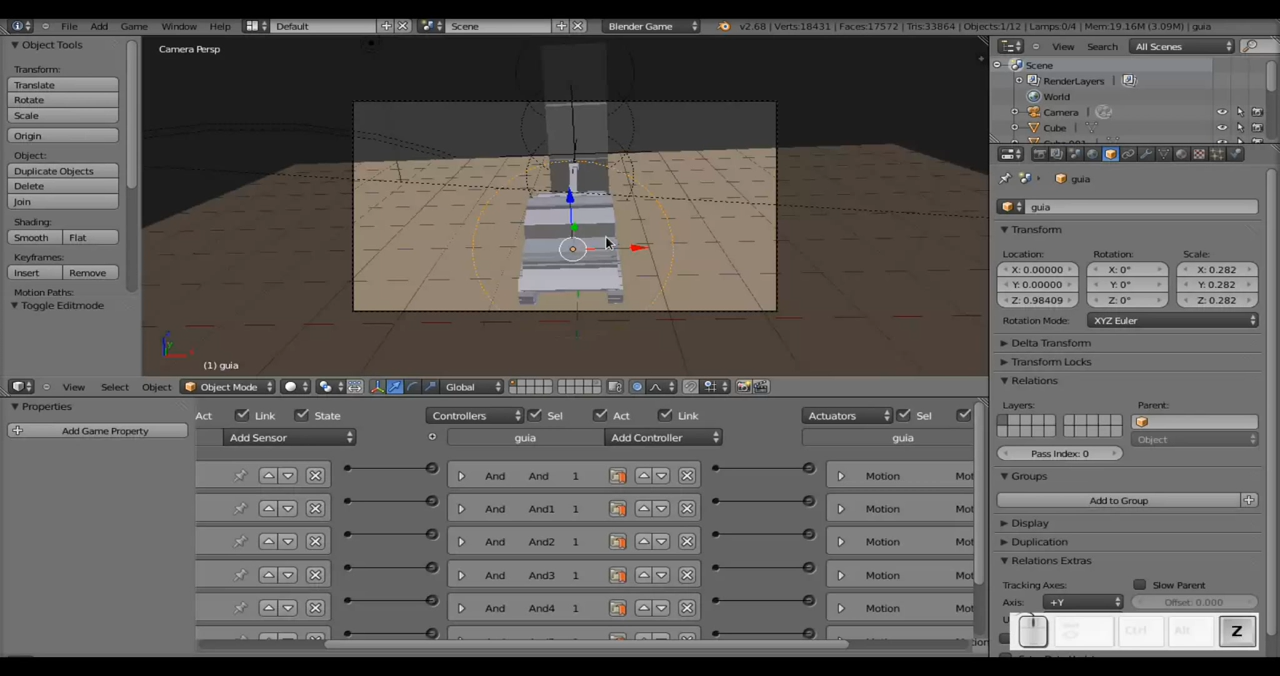 File Add Game Window Help Default Scene Blender Game v2.68 | Verts:18431 | Faces:17572 | Tris:33864 | Objects:1/12 | Lamps:0/4 | Mem:19.16M (3.09M) | guia
Object Tools
Transform:
Translate
Rotate
Scale
Origin
Object:
Duplicate Objects
Delete
Join
Shading:
Smooth Flat
Keyframes:
Insert Remove
Motion Paths:
Toggle Editmode
Camera Persp
(1) guia
View Select Object Object Mode Global
View Search All Scenes
Scene
RenderLayers
World
Camera
Cube
guia
guia
Transform
Location: Rotation: Scale:
X: 0.00000 X: 0° X: 0.282
Y: 0.00000 Y: 0° Y: 0.282
Z: 0.98409 Z: 0° Z: 0.282
Rotation Mode: XYZ Euler
Delta Transform
Transform Locks
Relations
Layers: Parent:
Object
Pass Index: 0
Groups
Add to Group
Display
Duplication
Relations Extras
Tracking Axes: Slow Parent
Axis: +Y Offset: 0.000
Ctrl Alt Z
Properties
Add Game Property
Act Link State Controllers Sel Act Link Actuators Sel
Add Sensor guia Add Controller guia
And And 1 Motion Mot
And And1 1 Motion Mot
And And2 1 Motion Mot
And And3 1 Motion Mot
And And4 1 Motion Mot